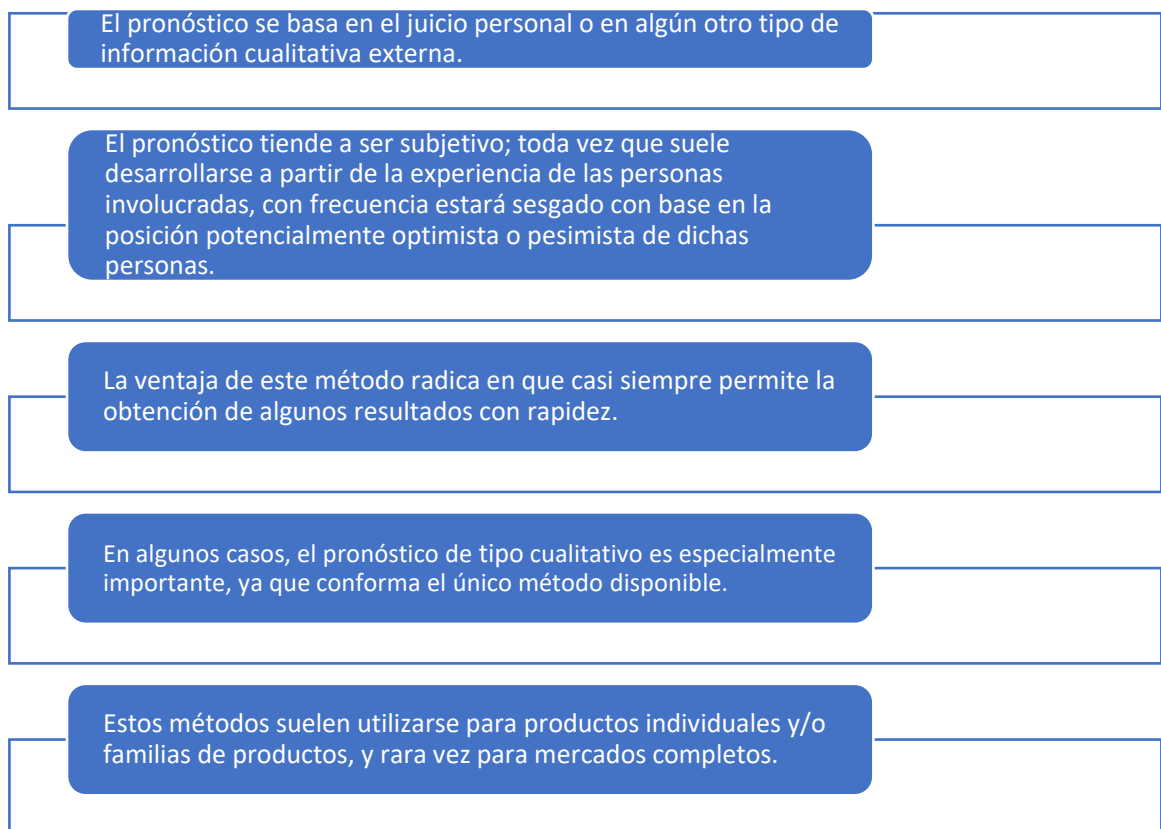 El pronóstico se basa en el juicio personal o en algún otro tipo de
información cualitativa externa.
El pronóstico tiende a ser subjetivo; toda vez que suele
desarrollarse a partir de la experiencia de las personas
involucradas, con frecuencia estará sesgado con base en la
posición potencialmente optimista o pesimista de dichas
personas.
La ventaja de este método radica en que casi siempre permite la
obtención de algunos resultados con rapidez.
En algunos casos, el pronóstico de tipo cualitativo es especialmente
importante, ya que conforma el único método disponible.
Estos métodos suelen utilizarse para productos individuales y/o
familias de productos, y rara vez para mercados completos.